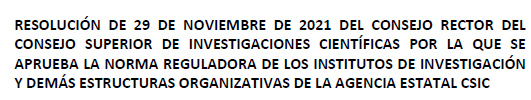 RESOLUCIÓN DE 29 DE NOVIEMBRE DE 2021 DEL CONSEJO RECTOR DEL
CONSEJO SUPERIOR DE INVESTIGACIONES CIENTÍFICAS POR LA QUE SE
APRUEBA LA NORMA REGULADORA DE LOS INSTITUTOS DE INVESTIGACIÓN
Y DEMÁS ESTRUCTURAS ORGANIZATIVAS DE LA AGENCIA ESTATAL CSIC